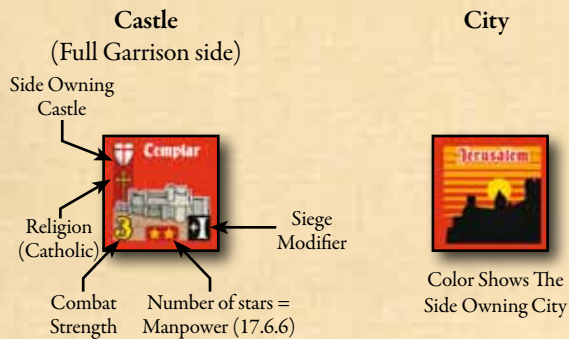 Castle
(Full Garrison side)
City
Side Owning
Castle
Templar
Jerusalem
Religion
(Catholic)
3
Siege
Modifier
Combat
Strength
Number of stars =
Manpower (17.6.6)
Color Shows The
Side Owning City